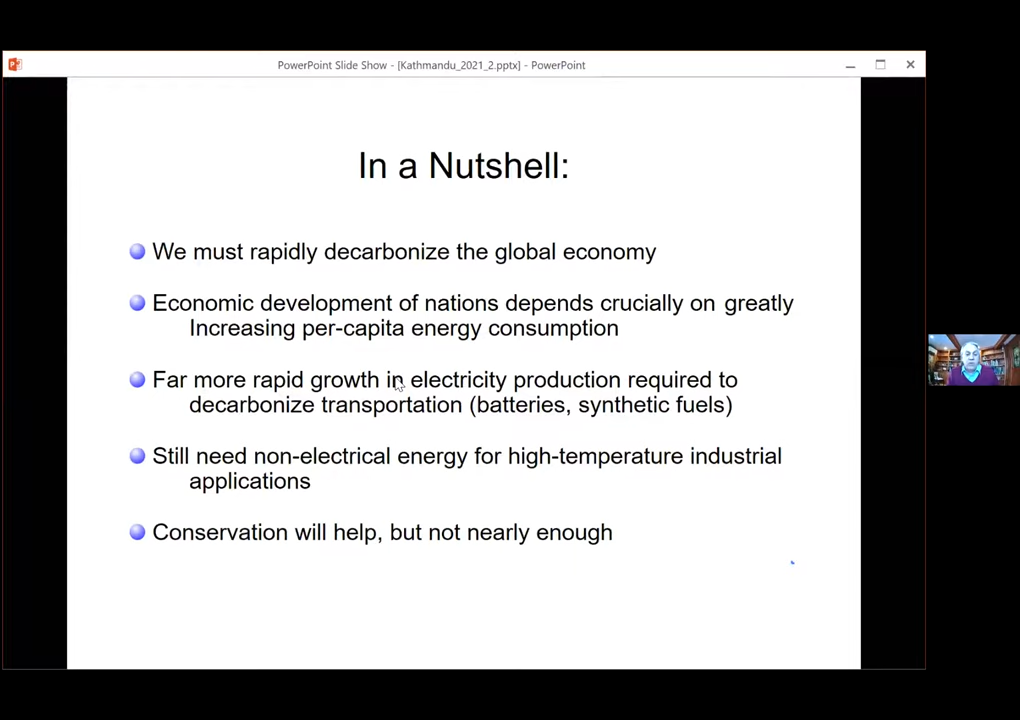 PowerPoint Slide Show - [Kathmandu_2021_2.pptx] - PowerPoint
In a Nutshell:
We must rapidly decarbonize the global economy
Economic development of nations depends crucially on greatly
Increasing per-capita energy consumption
Far more rapid growth in electricity production required to
decarbonize transportation (batteries, synthetic fuels)
Still need non-electrical energy for high-temperature industrial
applications
Conservation will help, but not nearly enough